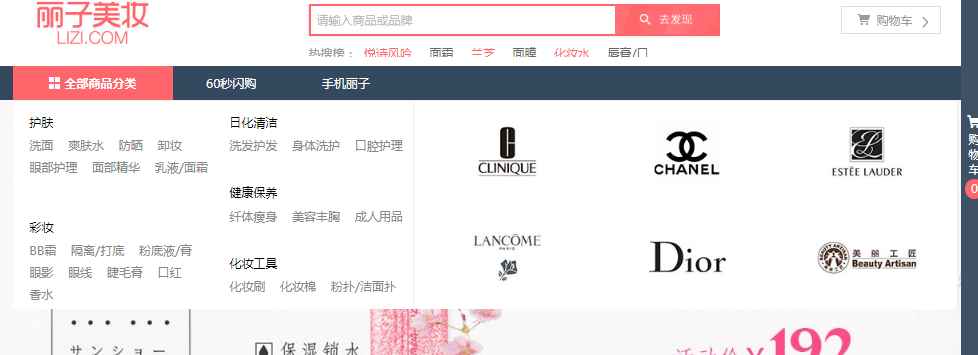 丽子美妆
LIZI.COM
请输入商品或品牌
去发现
购物车
热搜榜： 悦诗风吟 面霜 兰芝 面膜 化妆水 唇膏/口
全部商品分类 60秒闪购 手机丽子
护肤
洗面 爽肤水 防晒 卸妆
眼部护理 面部精华 乳液/面霜
彩妆
BB霜 隔离/打底 粉底液/膏
眼影 眼线 睫毛膏 口红
香水
日化清洁
洗发护发 身体洗护 口腔护理
健康保养
纤体瘦身 美容丰胸 成人用品
化妆工具
化妆刷 化妆棉 粉扑/洁面扑
CLINIQUE
CHANEL
ESTĒE LAUDER
LANCÔME
PARIS
Dior
美丽工匠
Beauty Artisan
购物车
0
サンショー
保湿锁水
活动价¥192